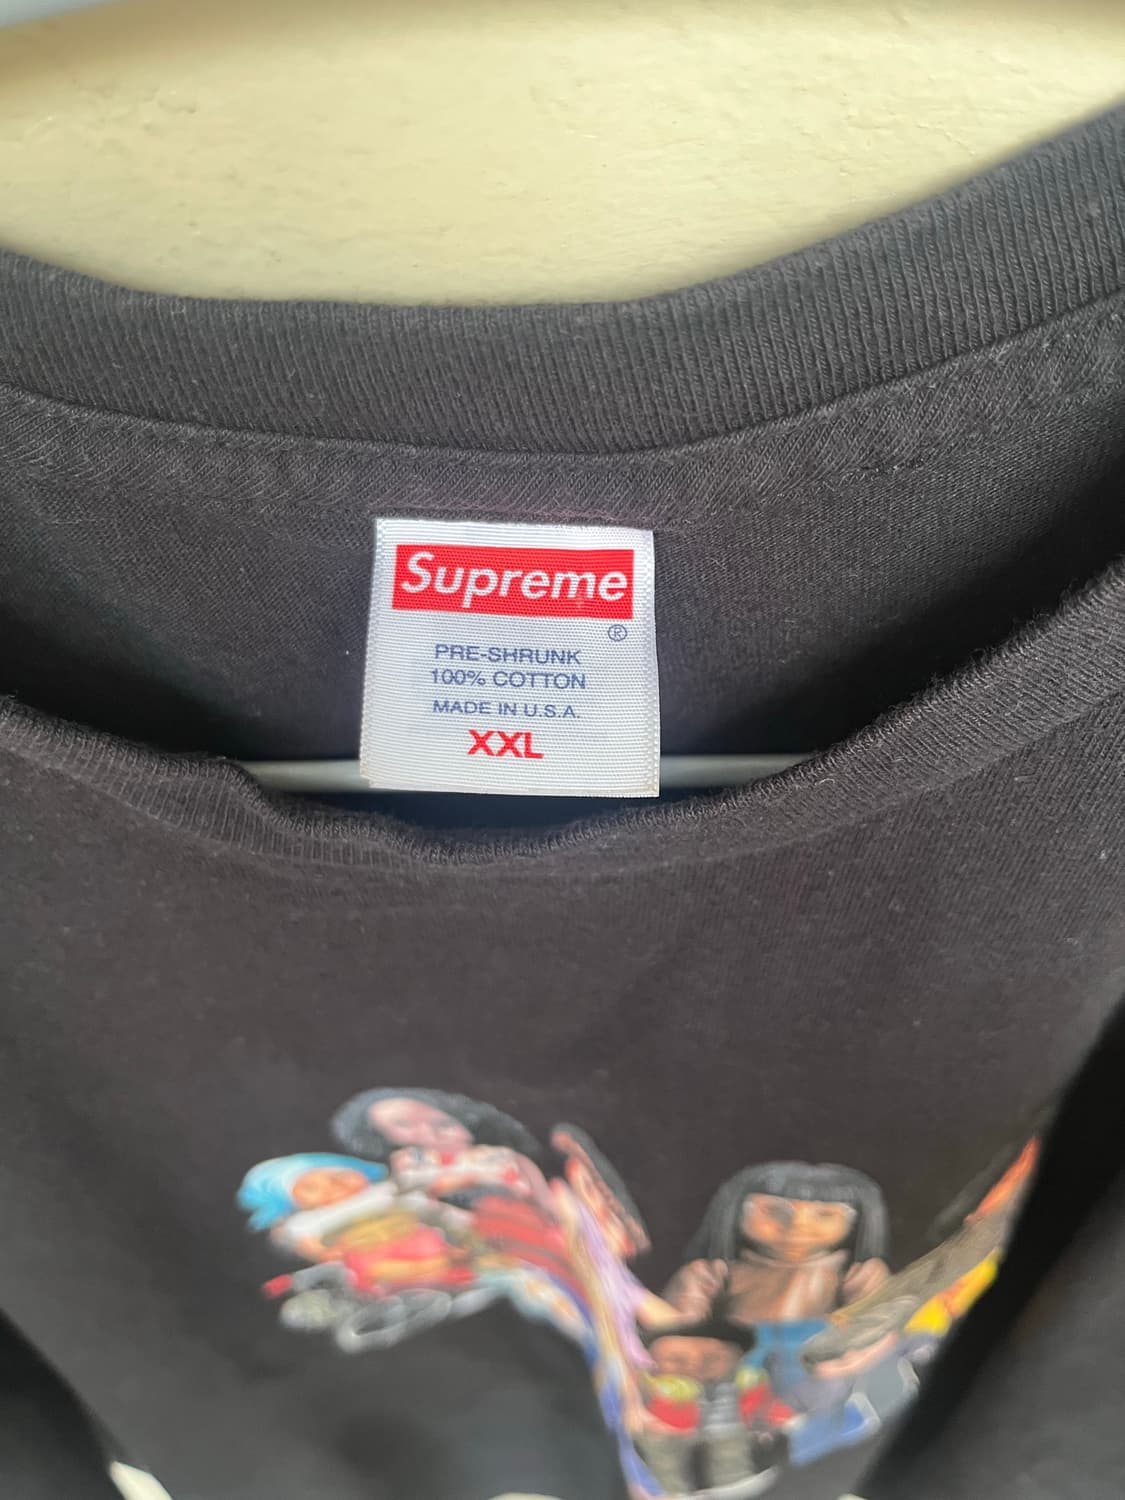 Supreme
®
PRE-SHRUNK
100% COTTON
MADE IN U.S.A.
XXL